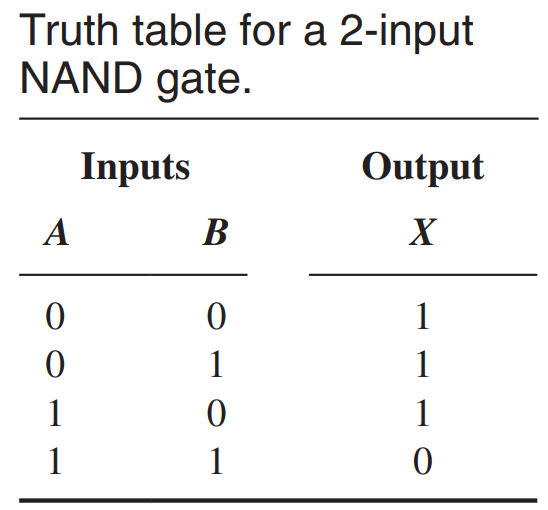 Truth table for a 2-input
NAND gate.
Inputs Output
A B X
0 0 1
0 1 1
1 0 1
1 1 0